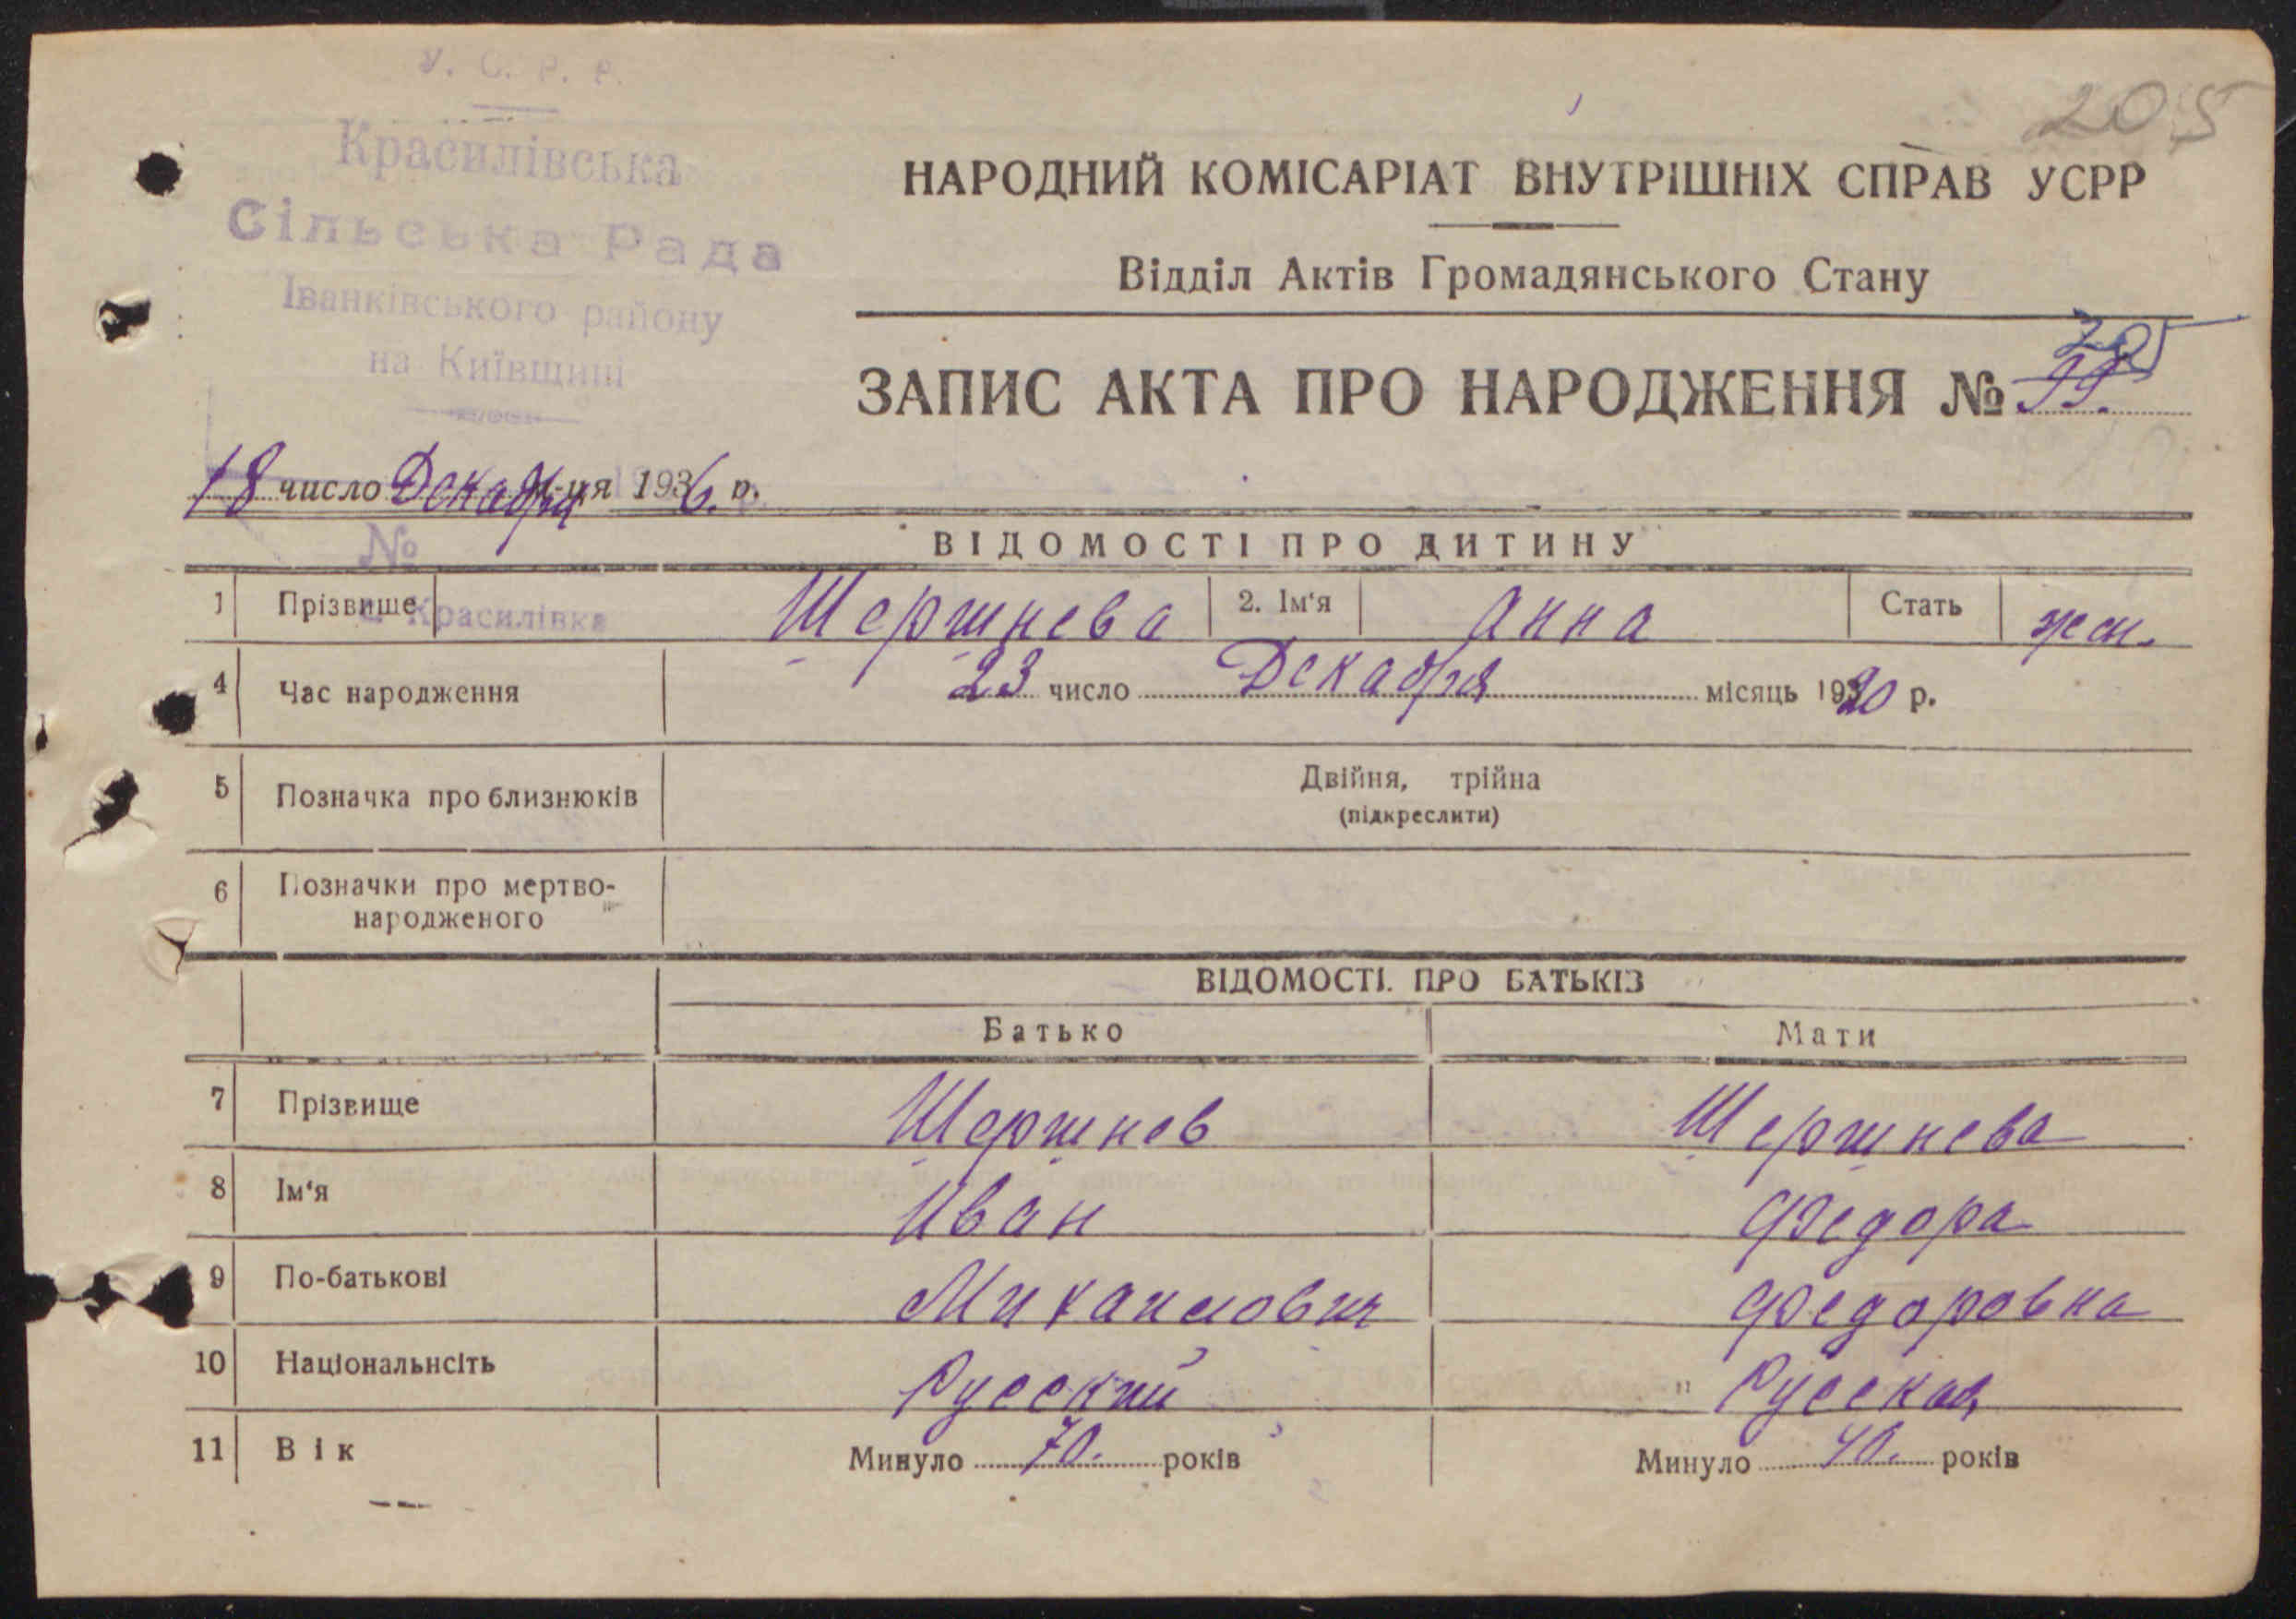 У. С. Р. Р.
205
Красилівська
Сільська Рада
Іванківського району
на Київщині
НАРОДНИЙ КОМІСАРІАТ ВНУТРІШНІХ СПРАВ УСРР
Відділ Актів Громадянського Стану
205
ЗАПИС АКТА ПРО НАРОДЖЕННЯ № 99.
18 число Декабря м-ця 1936. р.
№
ВІДОМОСТІ ПРО ДИТИНУ
с. Красилівка
1 Прізвище Шершнева 2. Ім‘я Анна Стать жен.
4 Час народження 23 число Декабря місяць 1920 р.
5 Позначка про близнюків Двійня, трійна
(підкреслити)
6 Позначки про мертво-
народженого
ВІДОМОСТІ. ПРО БАТЬКІВ
Батько Мати
7 Прізвище Шершнев Шершнева
8 Ім‘я Иван Федора
9 По-батькові Михаилович Федоровна
10 Національнсіть Русский Русская
11 Вік Минуло 70. років Минуло 40. років